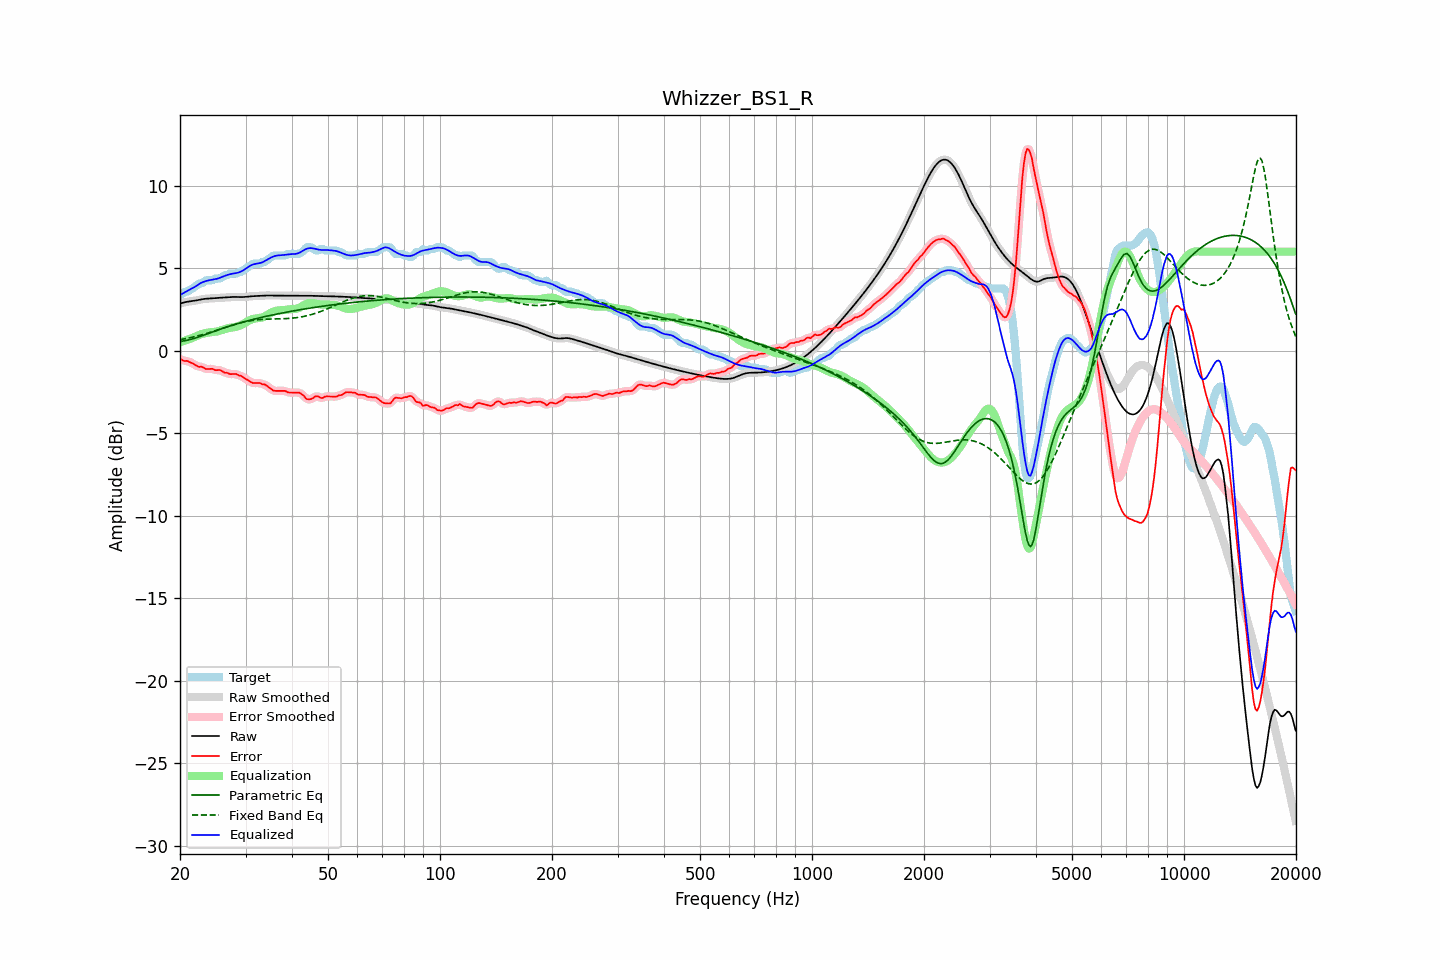 Whizzer_BS1_R
Amplitude (dBr)
10
5
0
−5
−10
−15
−20
−25
−30
Target
Raw Smoothed
Error Smoothed
Raw
Error
Equalization
Parametric Eq
Fixed Band Eq
Equalized
20 50 100 200 500 1000 2000 5000 10000 20000
Frequency (Hz)